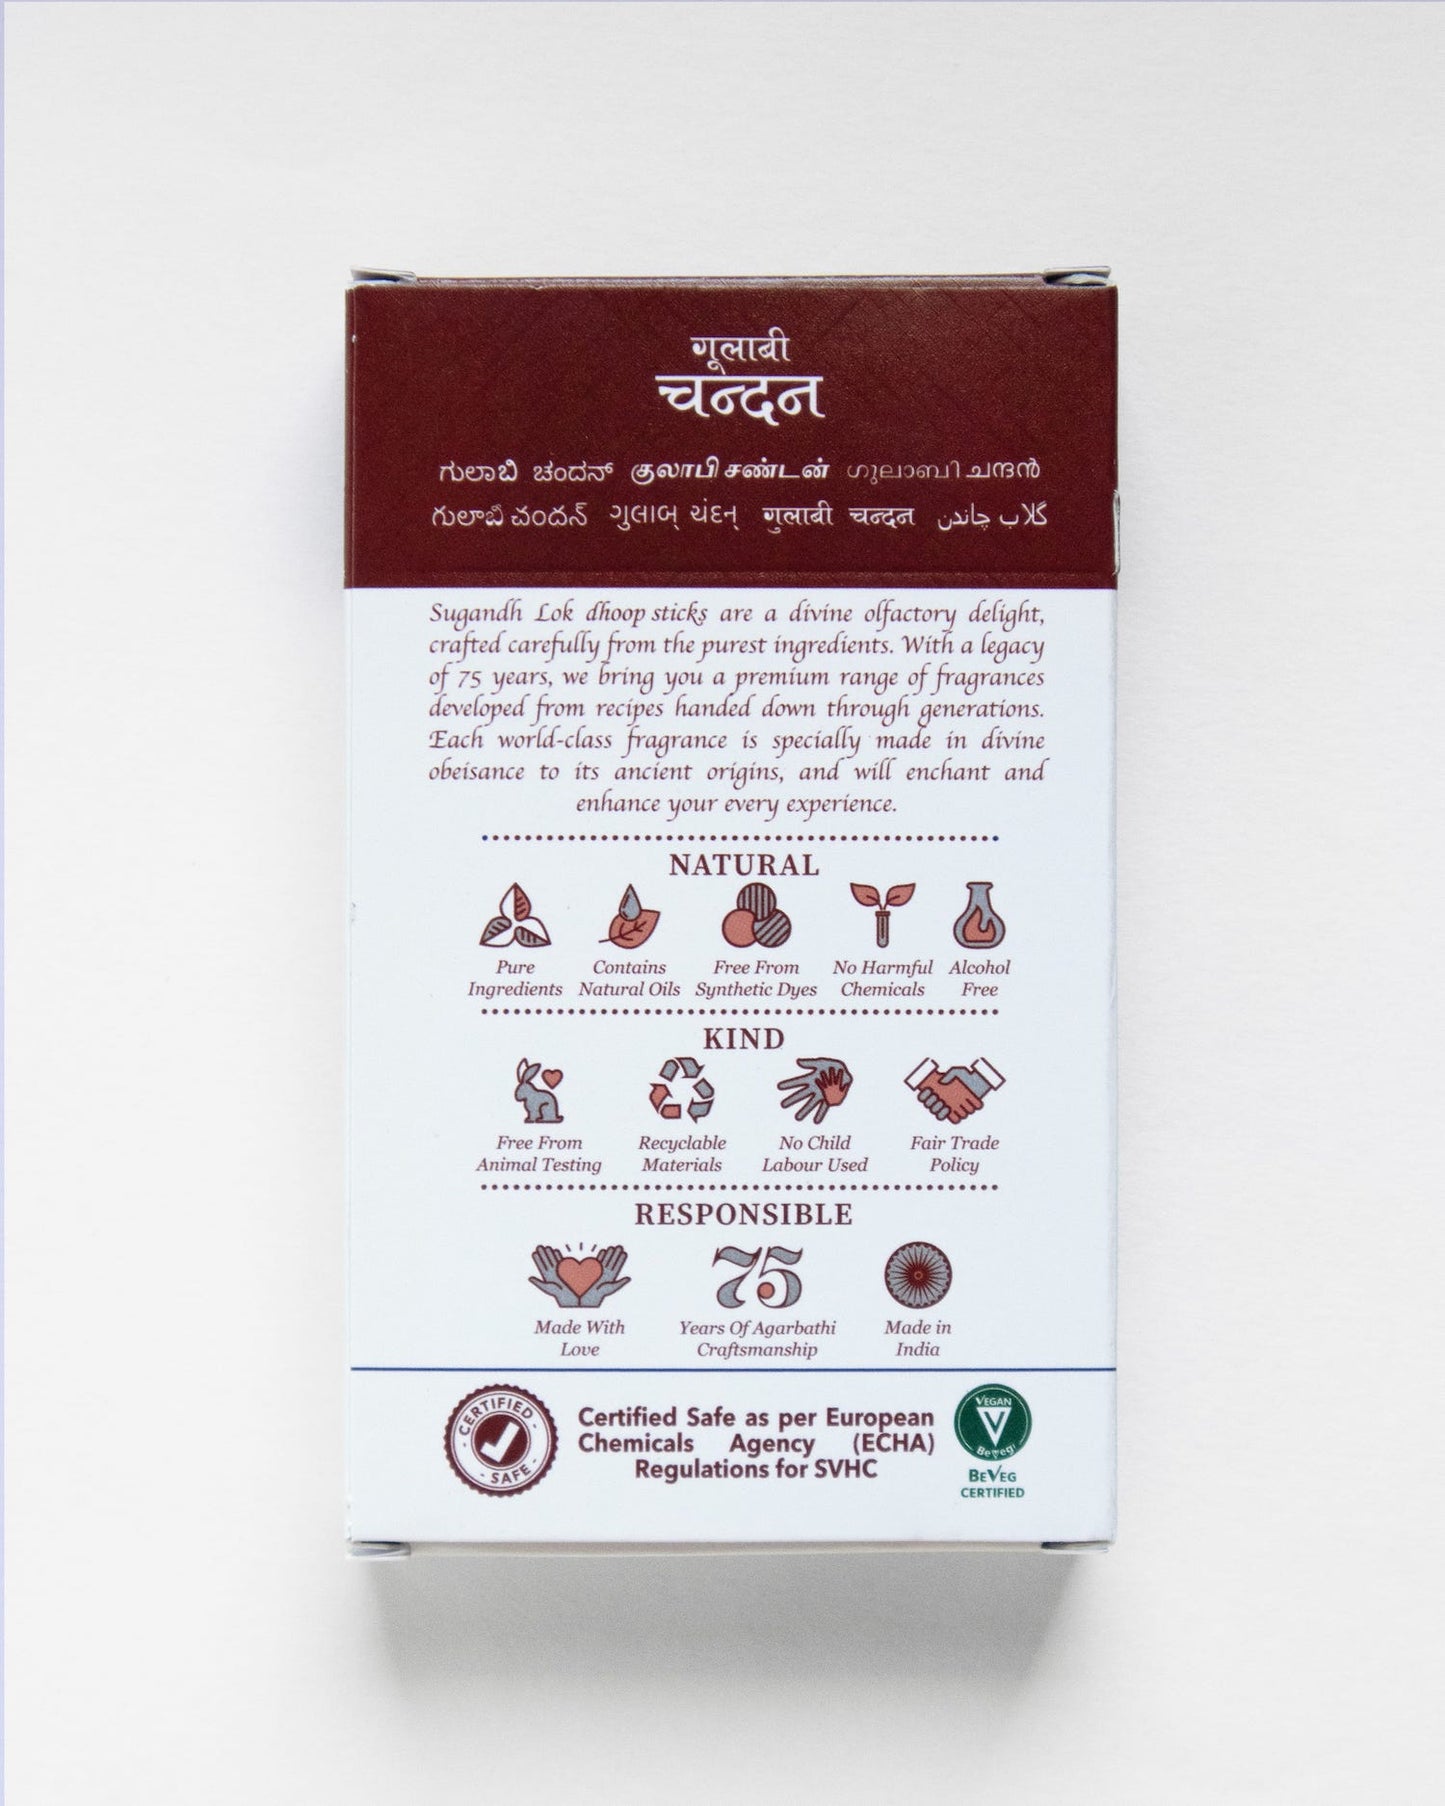 गूलाबी
चन्दन
ಗುಲಾಬಿ ಚಂದನ್ குலாபி சண்டன் ഗുലാബി ചന്ദൻ
గులాబీ చందన్ ગુલાબ્ ચંદન્ गुलाबी चन्दन گلاب چاندن
Sugandh Lok dhoop sticks are a divine olfactory delight,
crafted carefully from the purest ingredients. With a legacy
of 75 years, we bring you a premium range of fragrances
developed from recipes handed down through generations.
Each world-class fragrance is specially made in divine
obeisance to its ancient origins, and will enchant and
enhance your every experience.
NATURAL
Pure
Ingredients
Contains
Natural Oils
Free From
Synthetic Dyes
No Harmful
Chemicals
Alcohol
Free
KIND
Free From
Animal Testing
Recyclable
Materials
No Child
Labour Used
Fair Trade
Policy
RESPONSIBLE
Made With
Love
75
Years Of Agarbathi
Craftsmanship
Made in
India
CERTIFIED
SAFE
Certified Safe as per European
Chemicals Agency (ECHA)
Regulations for SVHC
VEGAN
V
BeVeg
BEVEG
CERTIFIED